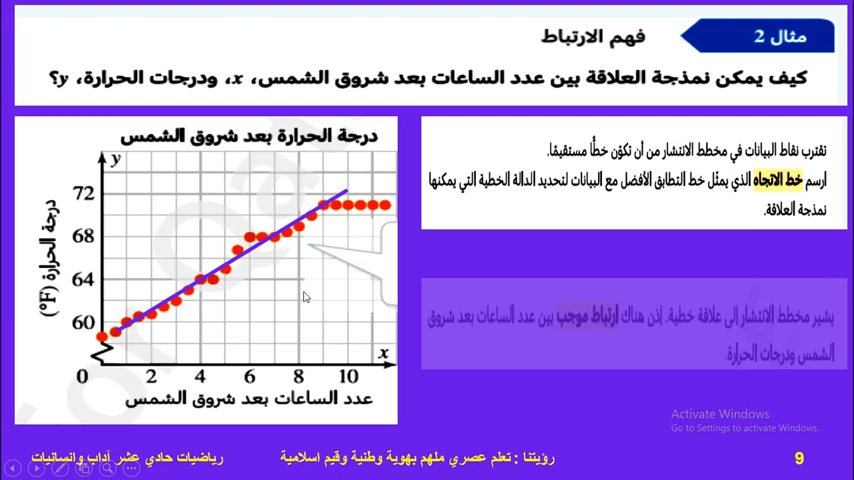 مثال 2
فهم الارتباط
كيف يمكن نمذجة العلاقة بين عدد الساعات بعد شروق الشمس، x، ودرجات الحرارة، y؟
تقترب نقاط البيانات في مخطط الانتشار من أن تكوّن خطًّا مستقيمًا.
أرسم خط الاتجاه الذي يمثّل خط التطابق الأفضل مع البيانات لتحديد الدالة الخطية التي يمكنها
نمذجة العلاقة.
يشير مخطط الانتشار إلى علاقة خطية. إذن هناك ارتباط موجب بين عدد الساعات بعد شروق
الشمس ودرجات الحرارة.
درجة الحرارة بعد شروق الشمس
y
72
68
64
60
درجة الحرارة (°F)
x
0 2 4 6 8 10
عدد الساعات بعد شروق الشمس
Activate Windows
Go to Settings to activate Windows.
9
رؤيتنا : تعلم عصري ملهم بهوية وطنية وقيم اسلامية
رياضيات حادي عشر آداب وانسانيات